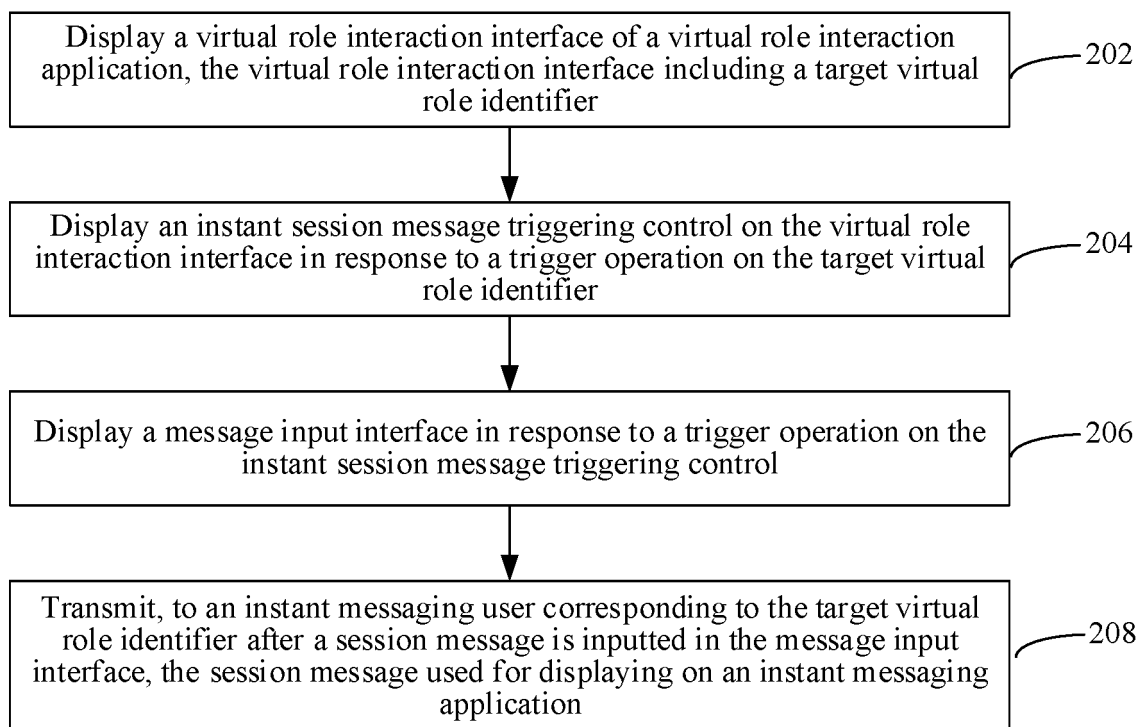 Display a virtual role interaction interface of a virtual role interaction
application, the virtual role interaction interface including a target virtual
role identifier
202
Display an instant session message triggering control on the virtual role
interaction interface in response to a trigger operation on the target virtual
role identifier
204
Display a message input interface in response to a trigger operation on the
instant session message triggering control
206
Transmit, to an instant messaging user corresponding to the target virtual
role identifier after a session message is inputted in the message input
interface, the session message used for displaying on an instant messaging
application
208